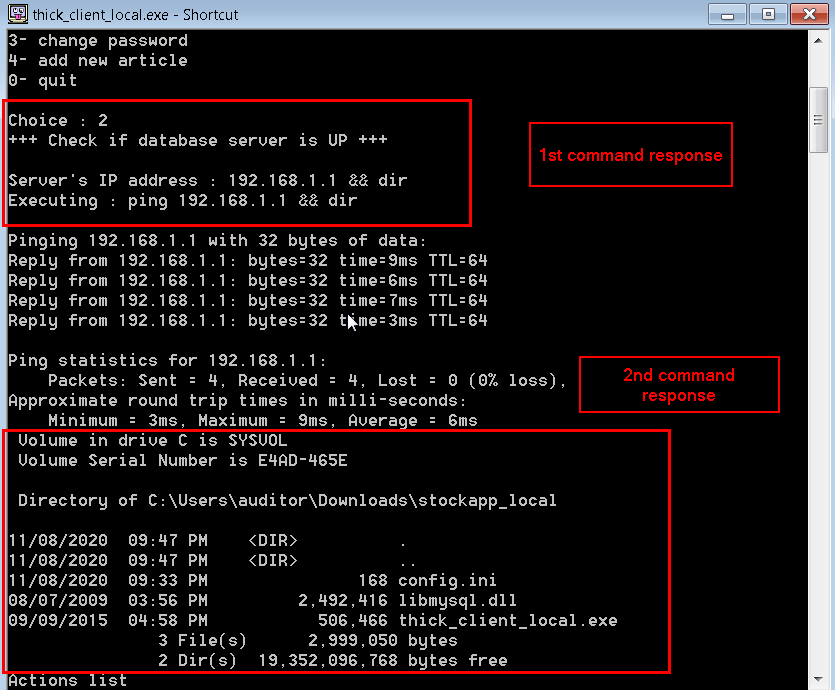 thick_client_local.exe - Shortcut
3- change password
4- add new article
0- quit
Choice : 2
+++ Check if database server is UP +++
1st command response
Server's IP address : 192.168.1.1 && dir
Executing : ping 192.168.1.1 && dir
Pinging 192.168.1.1 with 32 bytes of data:
Reply from 192.168.1.1: bytes=32 time=9ms TTL=64
Reply from 192.168.1.1: bytes=32 time=6ms TTL=64
Reply from 192.168.1.1: bytes=32 time=7ms TTL=64
Reply from 192.168.1.1: bytes=32 time=3ms TTL=64
Ping statistics for 192.168.1.1:
Packets: Sent = 4, Received = 4, Lost = 0 (0% loss),
Approximate round trip times in milli-seconds:
Minimum = 3ms, Maximum = 9ms, Average = 6ms
2nd command
response
Volume in drive C is SYSVOL
Volume Serial Number is E4AD-465E
Directory of C:\Users\auditor\Downloads\stockapp_local
11/08/2020 09:47 PM <DIR> .
11/08/2020 09:47 PM <DIR> ..
11/08/2020 09:33 PM 168 config.ini
08/07/2009 03:56 PM 2,492,416 libmysql.dll
09/09/2015 04:58 PM 506,466 thick_client_local.exe
3 File(s) 2,999,050 bytes
2 Dir(s) 19,352,096,768 bytes free
Actions list